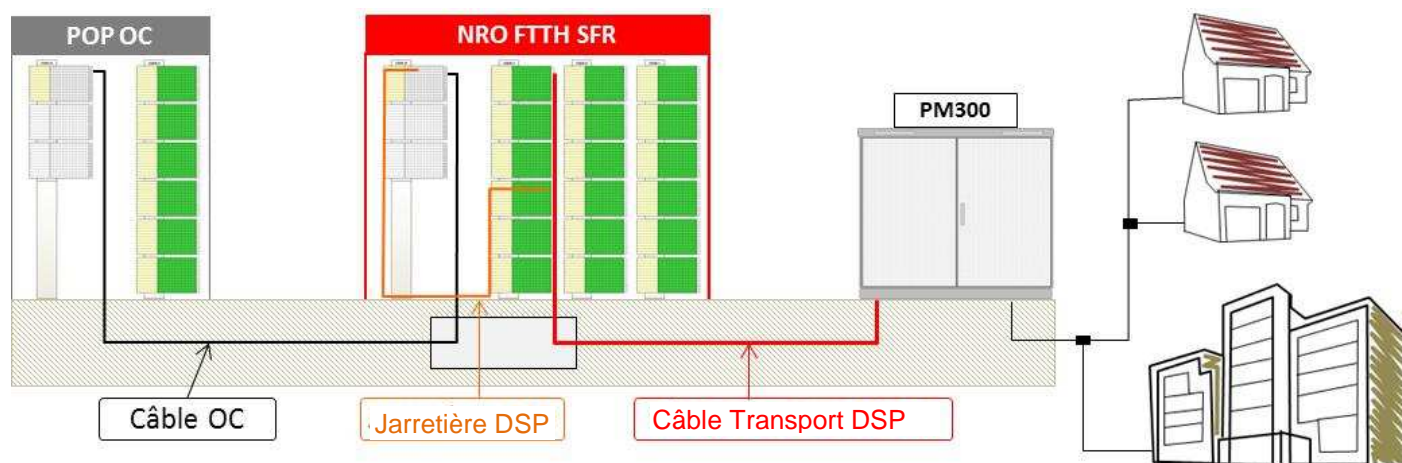 POP OC
NRO FTTH SFR
PM300
Câble OC
Jarretière DSP
Câble Transport DSP